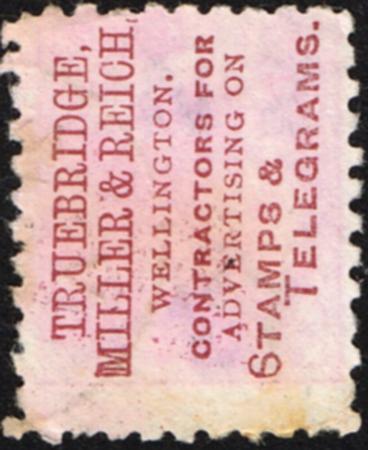 TRUEBRIDGE,
MILLER & REICH.
WELLINGTON.
CONTRACTORS FOR
ADVERTISING ON
STAMPS &
TELEGRAMS.